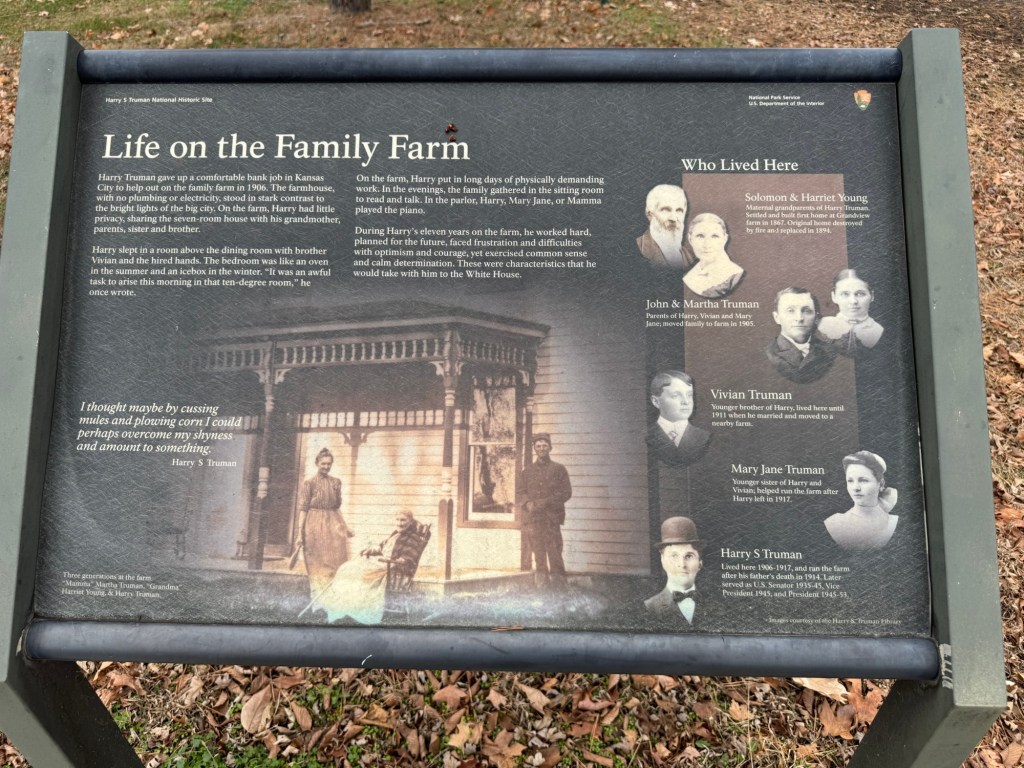 Harry S Truman National Historic Site
National Park Service
U.S. Department of the Interior
Life on the Family Farm
Harry Truman gave up a comfortable bank job in Kansas
City to help out on the family farm in 1906. The farmhouse,
with no plumbing or electricity, stood in stark contrast to
the bright lights of the big city. On the farm, Harry had little
privacy, sharing the seven-room house with his grandmother,
parents, sister and brother.
Harry slept in a room above the dining room with brother
Vivian and the hired hands. The bedroom was like an oven
in the summer and an icebox in the winter. “It was an awful
task to arise this morning in that ten-degree room,” he
once wrote.
On the farm, Harry put in long days of physically demanding
work. In the evenings, the family gathered in the sitting room
to read and talk. In the parlor, Harry, Mary Jane, or Mamma
played the piano.
During Harry's eleven years on the farm, he worked hard,
planned for the future, faced frustration and difficulties
with optimism and courage, yet exercised common sense
and calm determination. These were characteristics that he
would take with him to the White House.
I thought maybe by cussing
mules and plowing corn I could
perhaps overcome my shyness
and amount to something.
Harry S Truman
Three generations at the farm.
“Mamma” Martha Truman, “Grandma”
Harriet Young, & Harry Truman.
Who Lived Here
Solomon & Harriet Young
Maternal grandparents of Harry Truman.
Settled and built first home at Grandview
farm in 1867. Original home destroyed
by fire and replaced in 1894.
John & Martha Truman
Parents of Harry, Vivian and Mary
Jane; moved family to farm in 1905.
Vivian Truman
Younger brother of Harry, lived here until
1911 when he married and moved to a
nearby farm.
Mary Jane Truman
Younger sister of Harry and
Vivian; helped run the farm after
Harry left in 1917.
Harry S Truman
Lived here 1906-1917, and ran the farm
after his father's death in 1914. Later
served as U.S. Senator 1935-45, Vice
President 1945, and President 1945-53.
Images courtesy of the Harry S. Truman Library